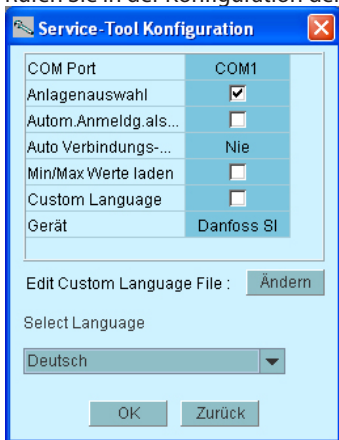 Service-Tool Konfiguration
COM Port COM1
Anlagenauswahl
Autom.Anmeldg.als...
Auto Verbindungs-... Nie
Min/Max Werte laden
Custom Language
Gerät Danfoss SI
Edit Custom Language File : Ändern
Select Language
Deutsch
OK Zurück